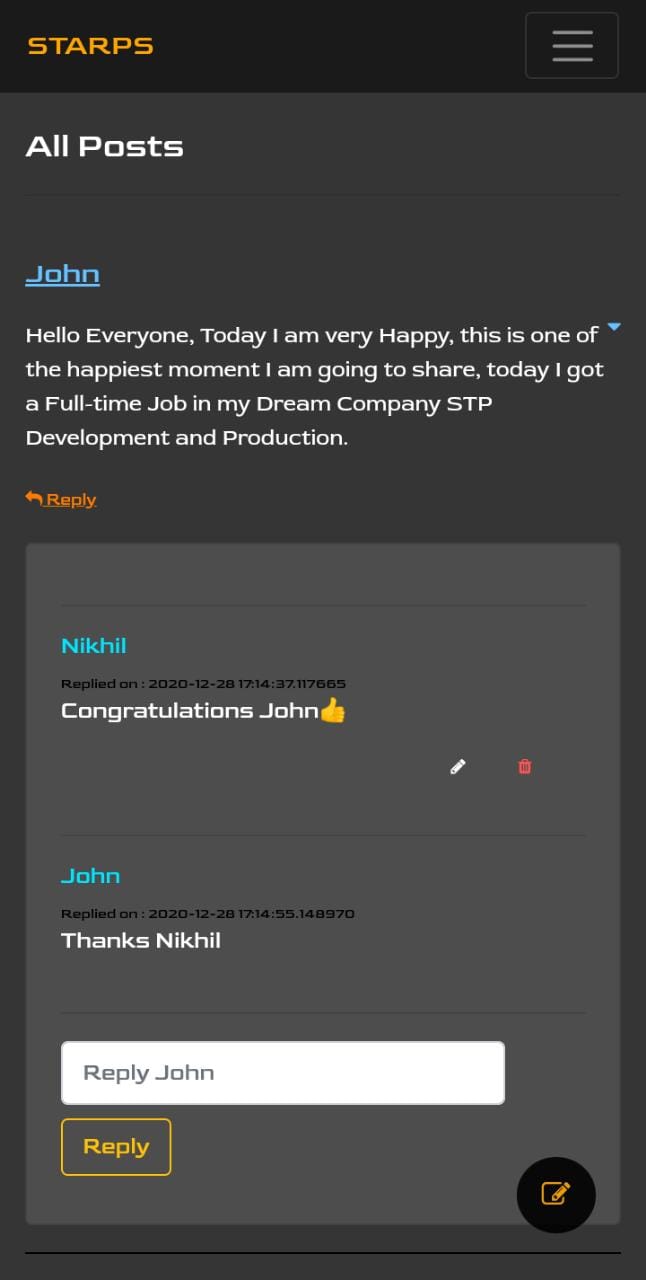 STARPS
All Posts
John
Hello Everyone, Today I am very Happy, this is one of
the happiest moment I am going to share, today I got
a Full-time Job in my Dream Company STP
Development and Production.
Reply
Nikhil
Replied on : 2020-12-28 17:14:37.117665
Congratulations John👍
John
Replied on : 2020-12-28 17:14:55.148970
Thanks Nikhil
Reply John
Reply